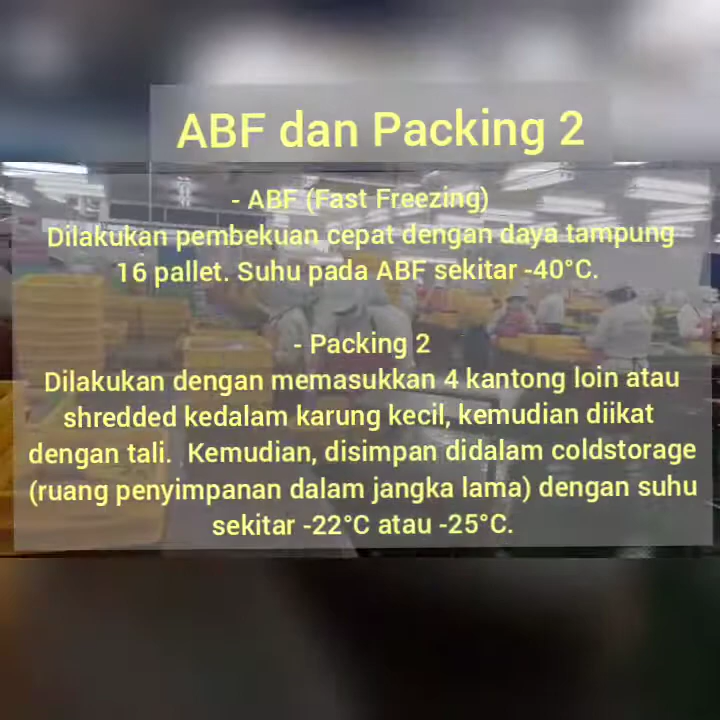 ABF dan Packing 2
- ABF (Fast Freezing)
Dilakukan pembekuan cepat dengan daya tampung
16 pallet. Suhu pada ABF sekitar -40°C.
- Packing 2
Dilakukan dengan memasukkan 4 kantong loin atau
shredded kedalam karung kecil, kemudian diikat
dengan tali.  Kemudian, disimpan didalam coldstorage
(ruang penyimpanan dalam jangka lama) dengan suhu
sekitar -22°C atau -25°C.